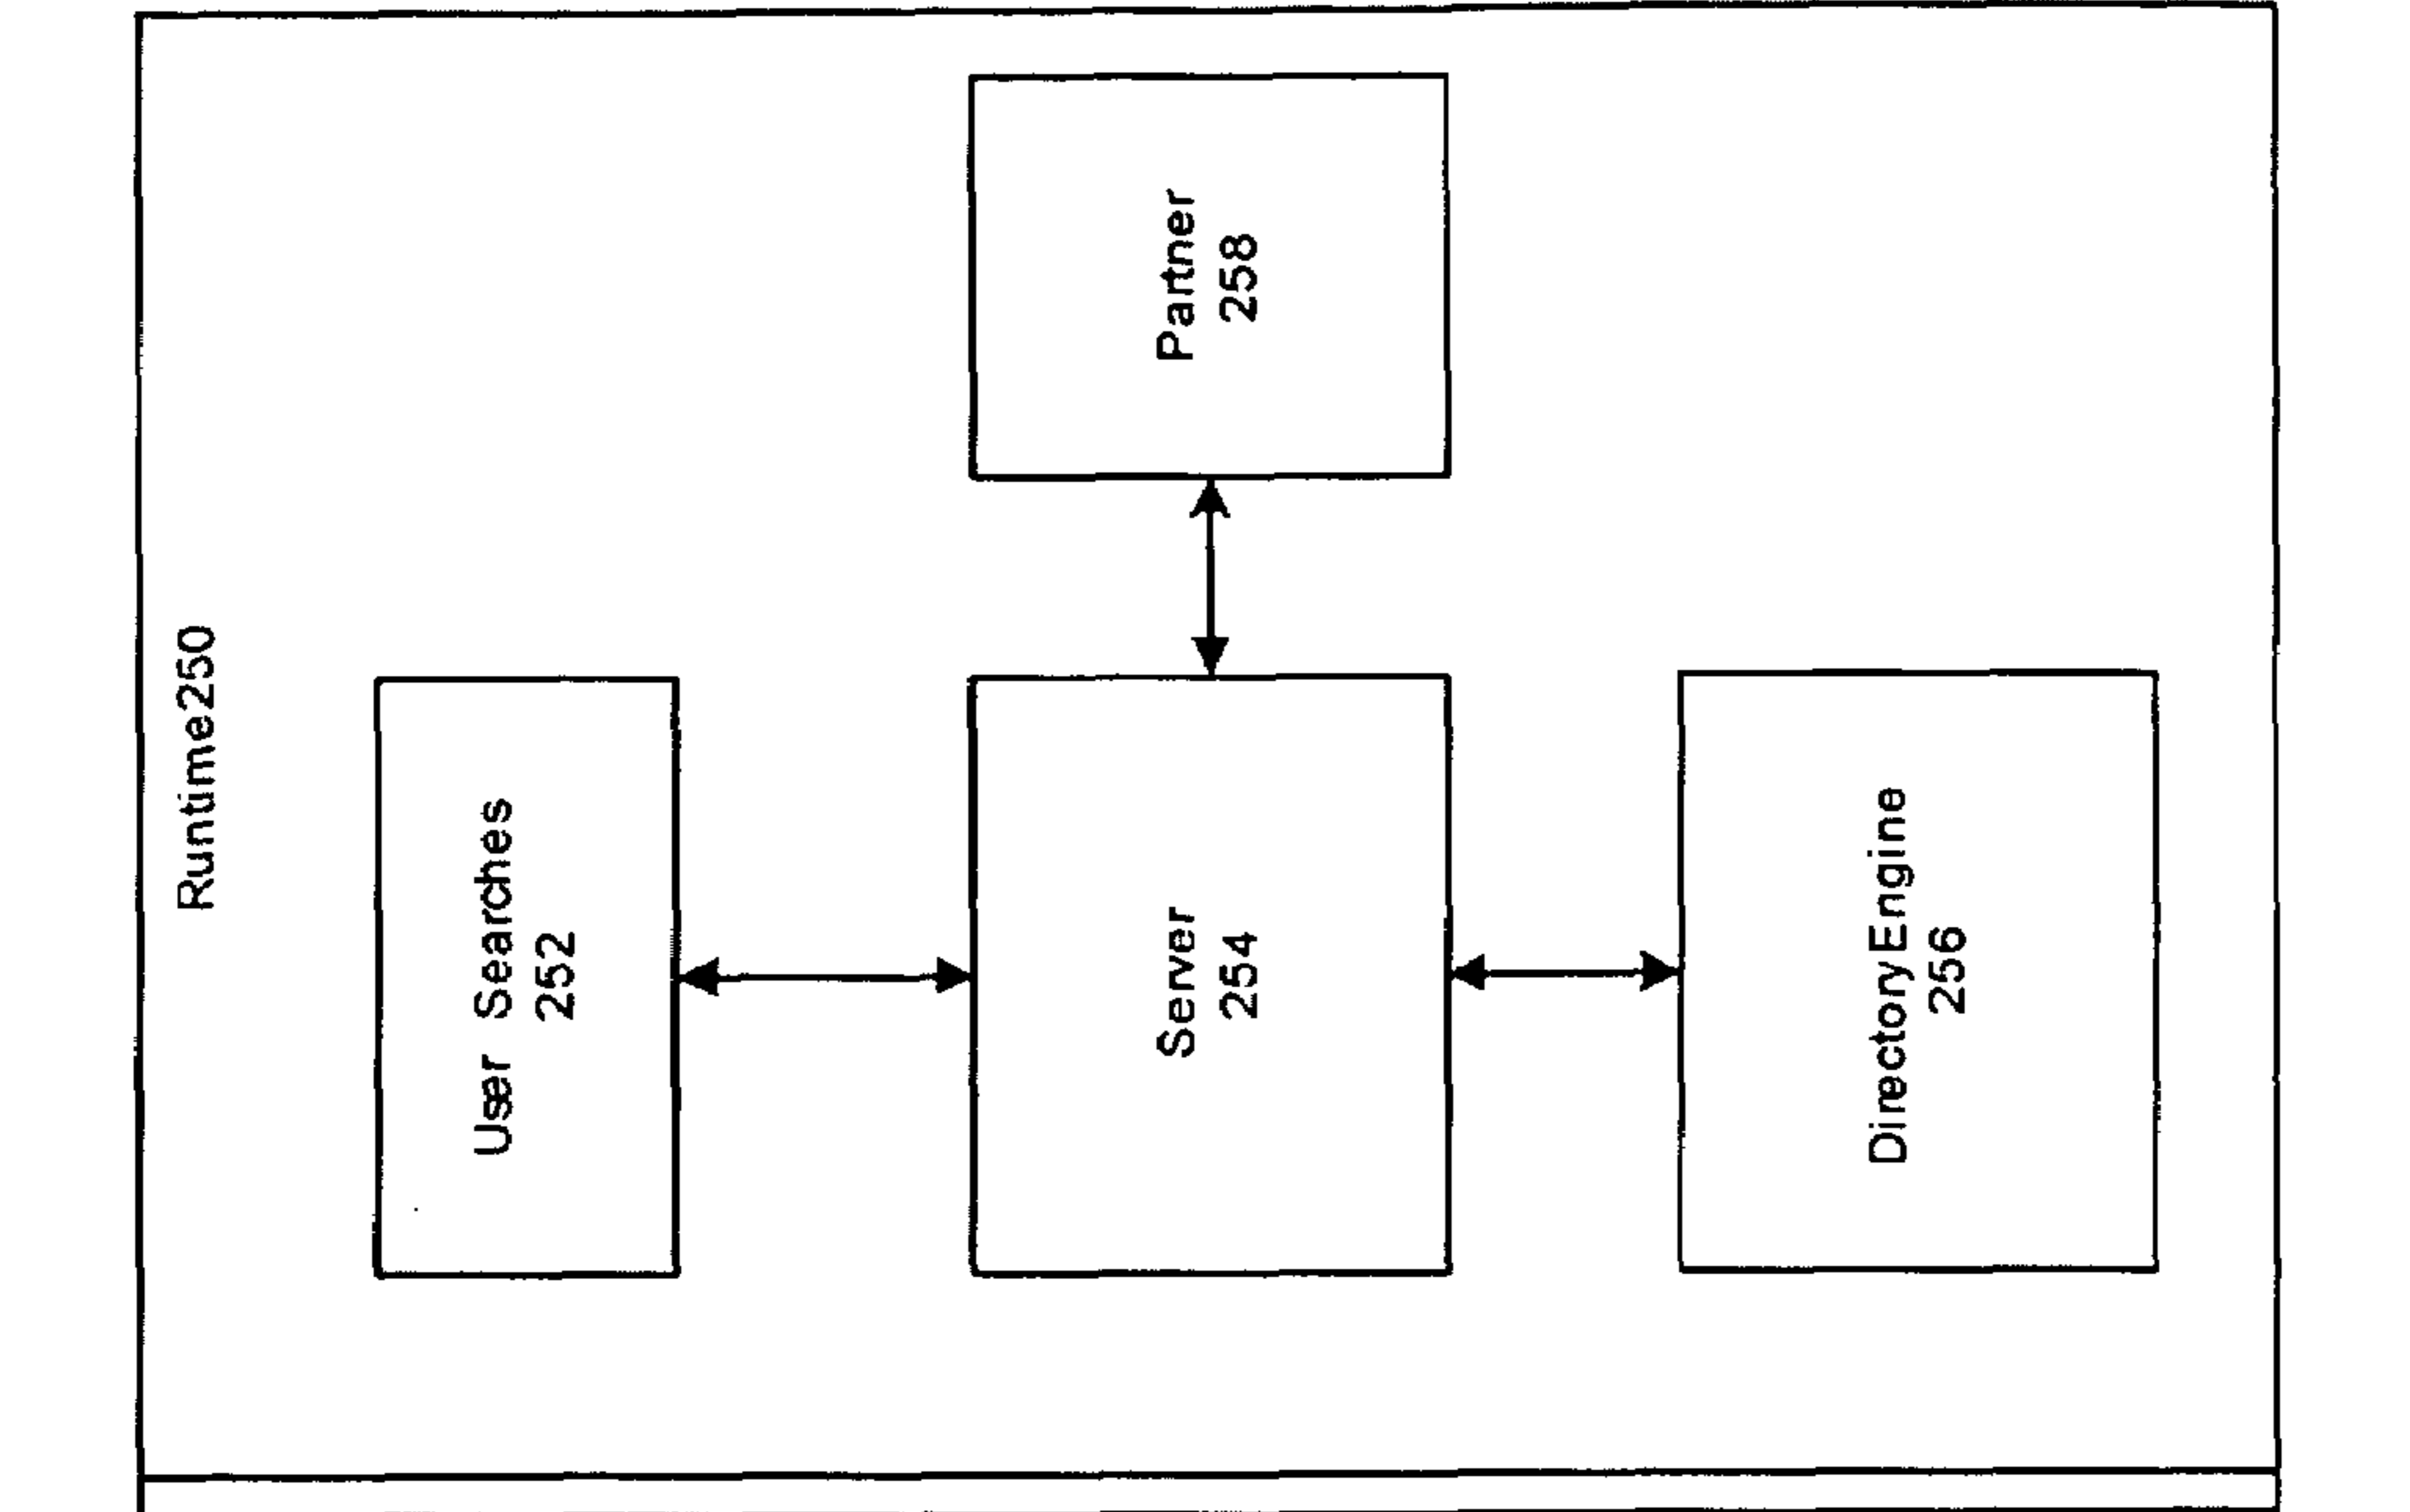 Runtime250
User Searches
252
Server
254
Partner
258
DirectoryEngine
256